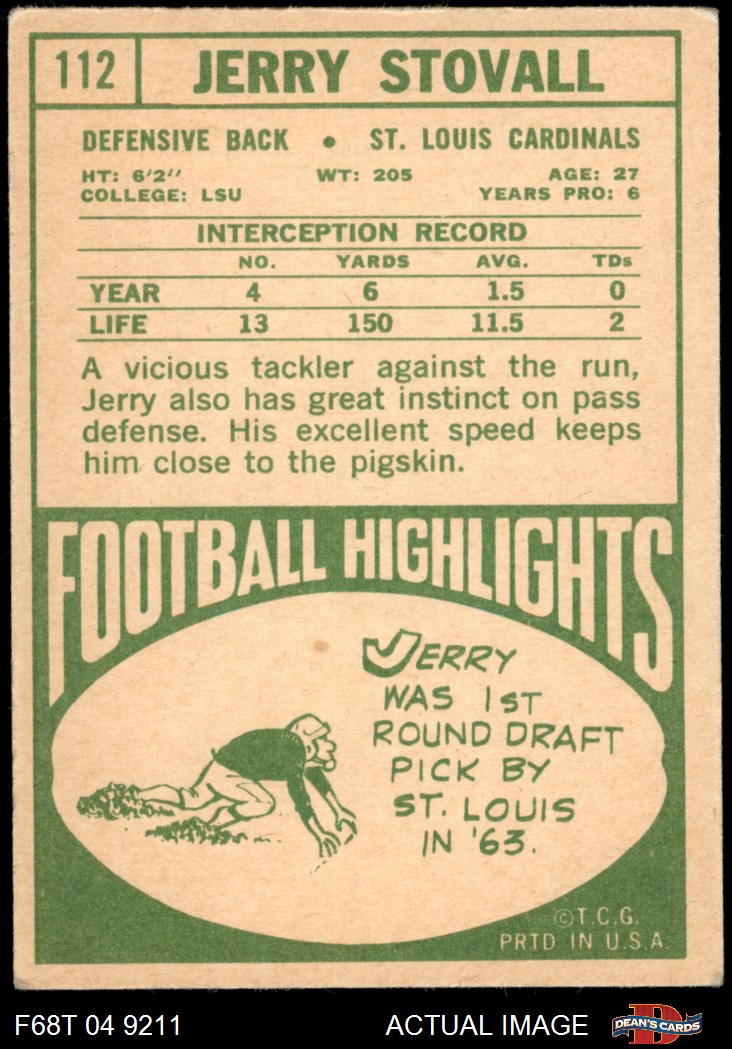 112 JERRY STOVALL
DEFENSIVE BACK • ST. LOUIS CARDINALS
HT: 6'2" WT: 205 AGE: 27
COLLEGE: LSU YEARS PRO: 6
INTERCEPTION RECORD
NO. YARDS AVG. TDs
YEAR 4 6 1.5 0
LIFE 13 150 11.5 2
A vicious tackler against the run,
Jerry also has great instinct on pass
defense. His excellent speed keeps
him close to the pigskin.
FOOTBALL HIGHLIGHTS
JERRY
WAS 1ST
ROUND DRAFT
PICK BY
ST. LOUIS
IN '63.
©T.C.G.
PRTD IN U.S.A.
F68T 04 9211 ACTUAL IMAGE D DEAN'S CARDS